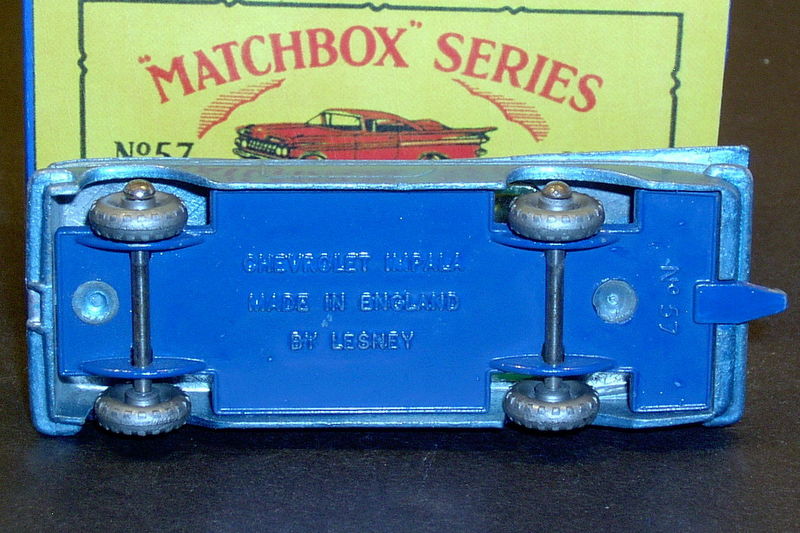 "MATCHBOX" SERIES
Nº57
CHEVROLET IMPALA
MADE IN ENGLAND
BY LESNEY
Nº 57